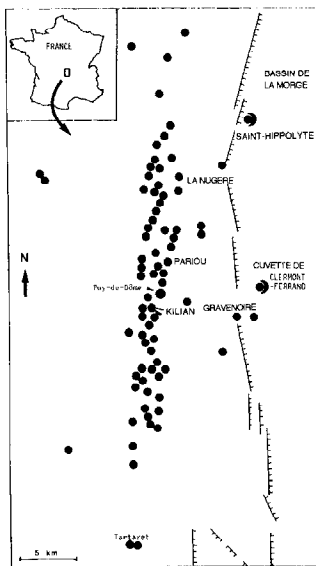 FRANCE
BASSIN DE
LA MORGE
SAINT-HIPPOLYTE
LA NUGERE
PARIOU
CUVETTE DE
CLERMONT
-FERRAND
N
Puy-de-Dôme
GRAVENOIRE
KILIAN
Tartaret
5 km